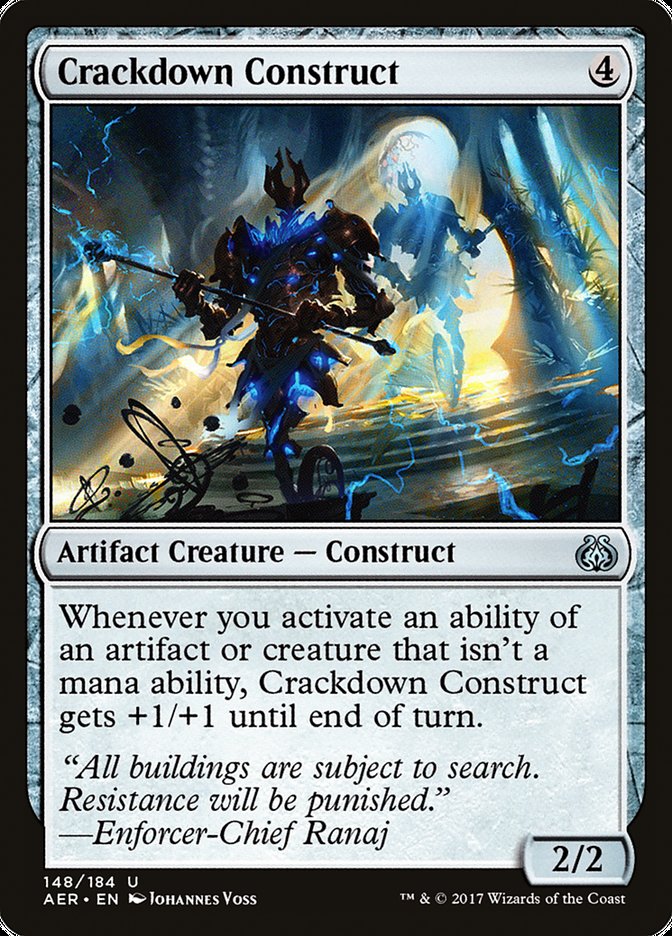 Crackdown Construct 4
Artifact Creature — Construct
Whenever you activate an ability of
an artifact or creature that isn't a
mana ability, Crackdown Construct
gets +1/+1 until end of turn.
“All buildings are subject to search.
Resistance will be punished.”
—Enforcer-Chief Ranaj
2/2
148/184 U
AER • EN Johannes Voss
™ & © 2017 Wizards of the Coast